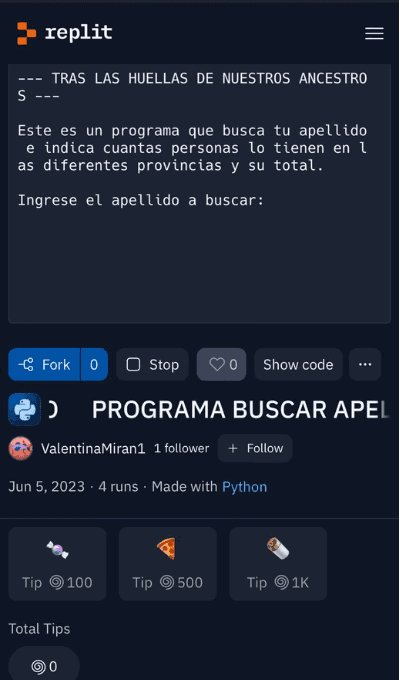 replit
--- TRAS LAS HUELLAS DE NUESTROS ANCESTRO
S ---
Este es un programa que busca tu apellido
 e indica cuantas personas lo tienen en l
as diferentes provincias y su total.
Ingrese el apellido a buscar:
Fork 0 Stop 0 Show code ...
PROGRAMA BUSCAR APEL
ValentinaMiran1 1 follower + Follow
Jun 5, 2023 · 4 runs · Made with Python
Tip 100 Tip 500 Tip 1K
Total Tips
0